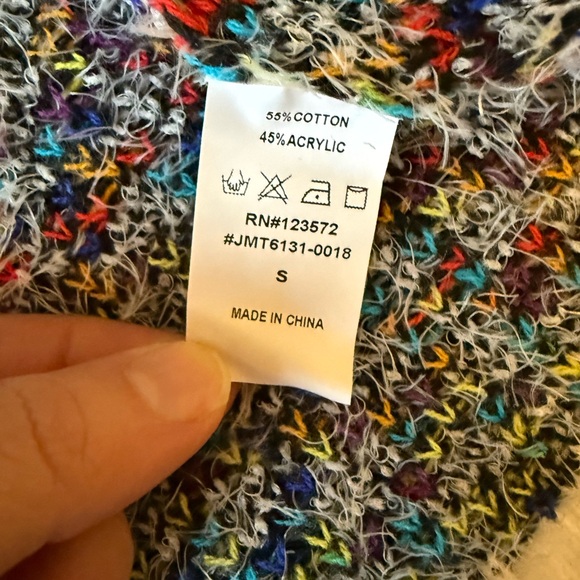 55% COTTON
45% ACRYLIC
RN#123572
#JMT6131-0018
S
MADE IN CHINA